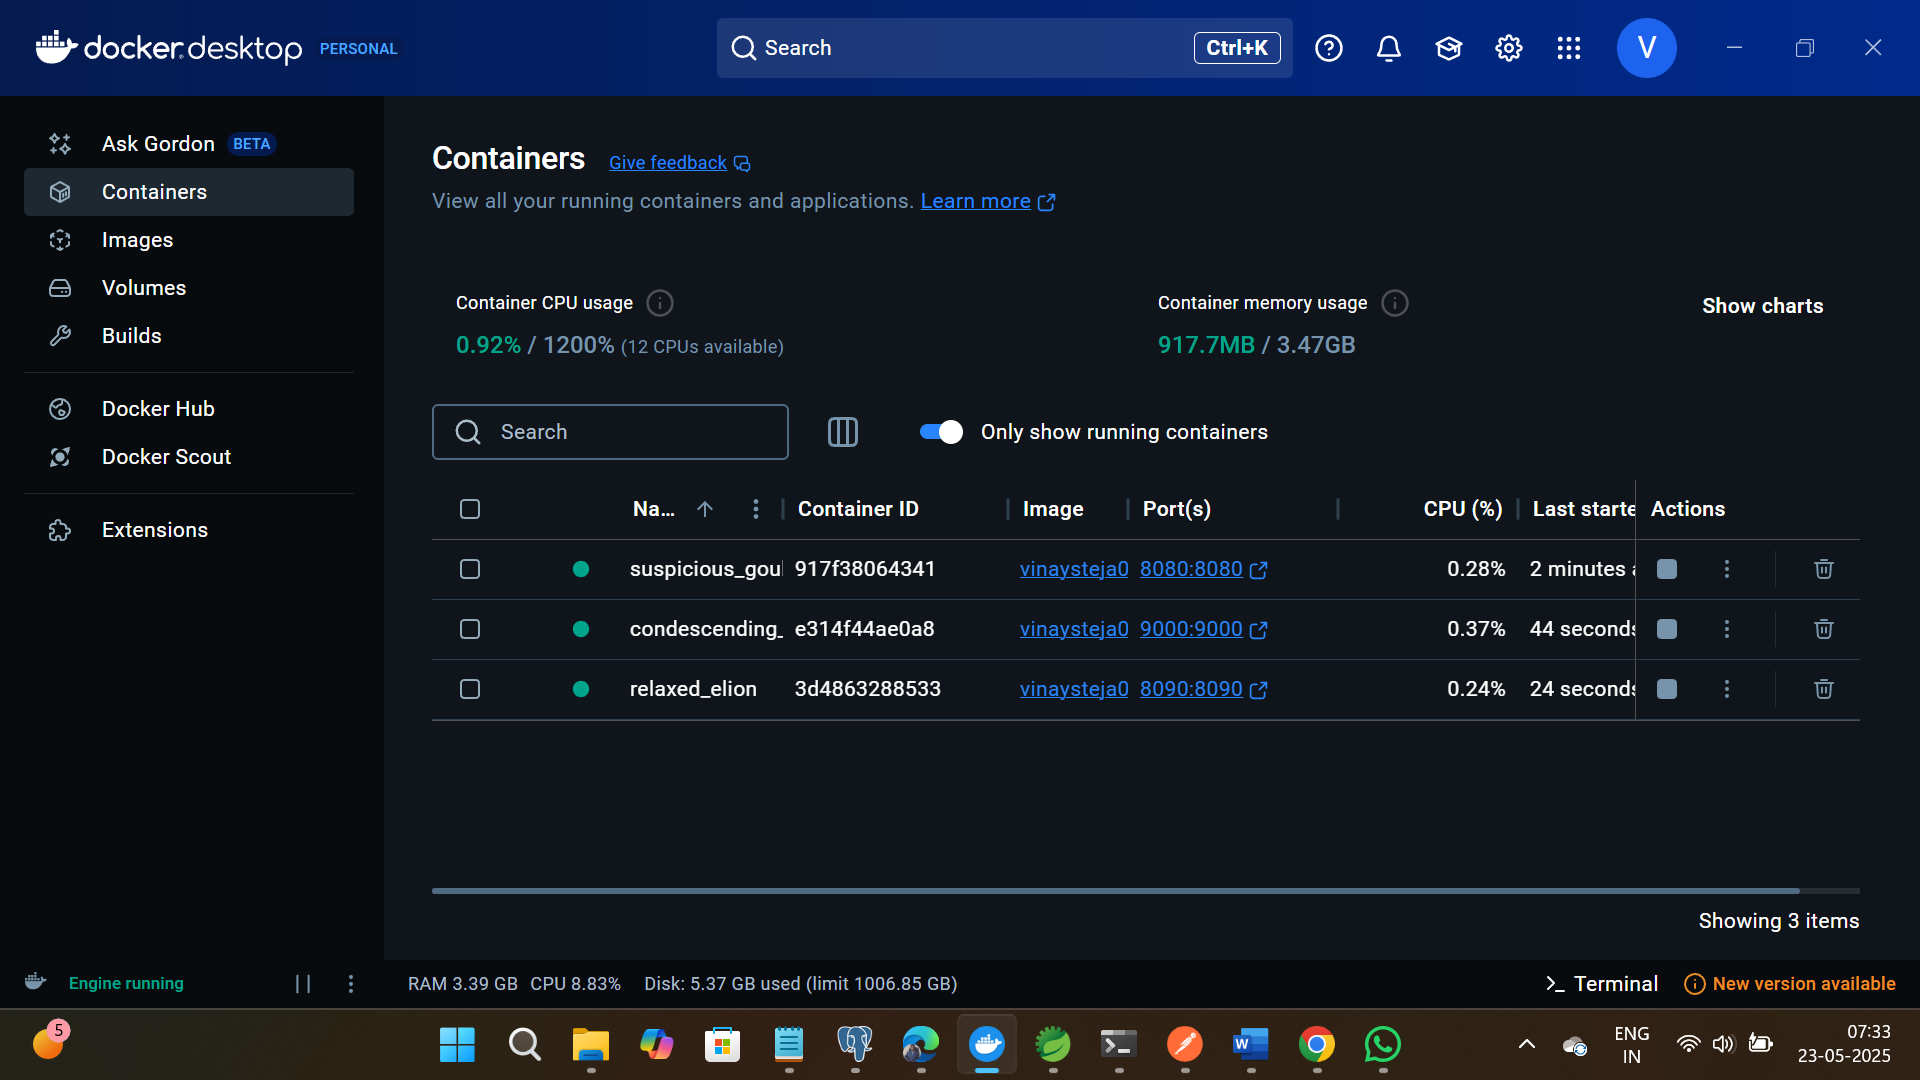 docker desktop PERSONAL
Search Ctrl+K
V
Ask Gordon BETA
Containers
Images
Volumes
Builds
Docker Hub
Docker Scout
Extensions
Containers Give feedback
View all your running containers and applications. Learn more
Container CPU usage
0.92% / 1200% (12 CPUs available)
Container memory usage
917.7MB / 3.47GB
Show charts
Search
Only show running containers
Na... Container ID Image Port(s) CPU (%) Last starte Actions
suspicious_gou 917f38064341 vinaysteja0 8080:8080 0.28% 2 minutes a
condescending_ e314f44ae0a8 vinaysteja0 9000:9000 0.37% 44 seconds
relaxed_elion 3d4863288533 vinaysteja0 8090:8090 0.24% 24 seconds
Showing 3 items
Engine running RAM 3.39 GB CPU 8.83% Disk: 5.37 GB used (limit 1006.85 GB) Terminal New version available
5
W
ENG
IN
07:33
23-05-2025